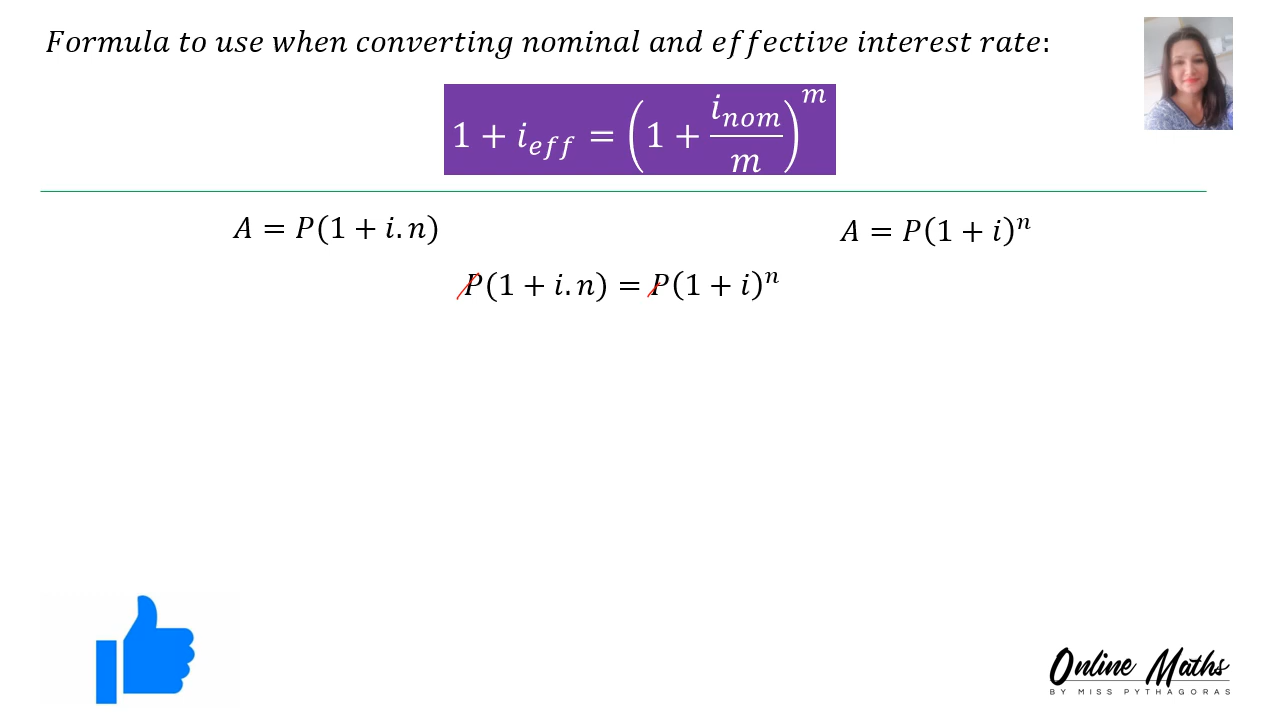 Formula to use when converting nominal and effective interest rate:
1 + i_eff = (1 + i_nom/m)^m
A = P(1 + i.n)
A = P(1 + i)^n
P(1 + i.n) = P(1 + i)^n
Online Maths
BY MISS PYTHAGORAS